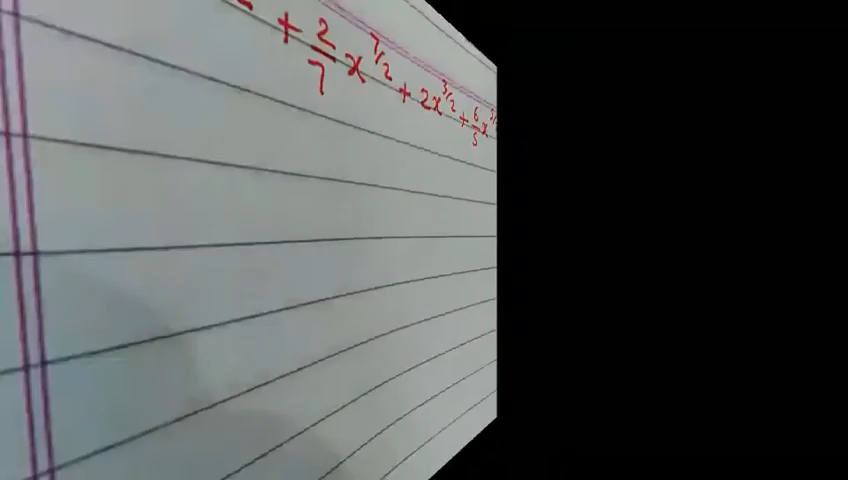 + 2/7 x^7/2 + 2x^3/2 + 6/5 x